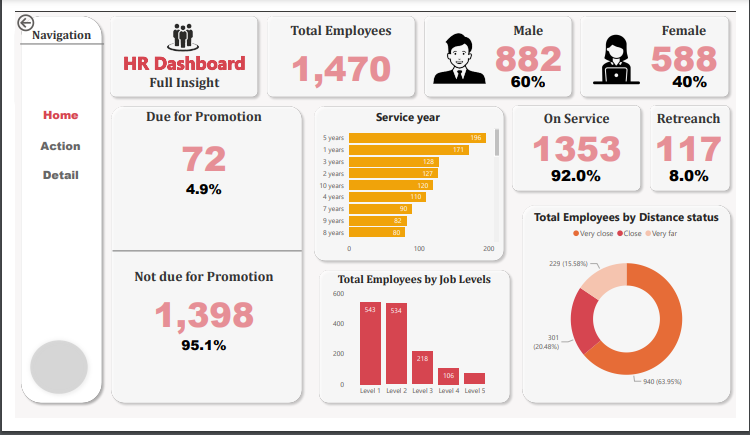 Navigation
Home
Action
Detail
HR Dashboard
Full Insight
Total Employees
1,470
Male
882
60%
Female
588
40%
Due for Promotion
72
4.9%
Not due for Promotion
1,398
95.1%
Service year
5 years 196
1 years 171
3 years 128
2 years 127
10 years 120
4 years 110
7 years 90
9 years 82
8 years 80
0 100 200
On Service
1353
92.0%
Retreanch
117
8.0%
Total Employees by Job Levels
600
400
200
0
543 534 218 106
Level 1 Level 2 Level 3 Level 4 Level 5
Total Employees by Distance status
Very close Close Very far
229 (15.58%)
301
(20.48%)
940 (63.95%)